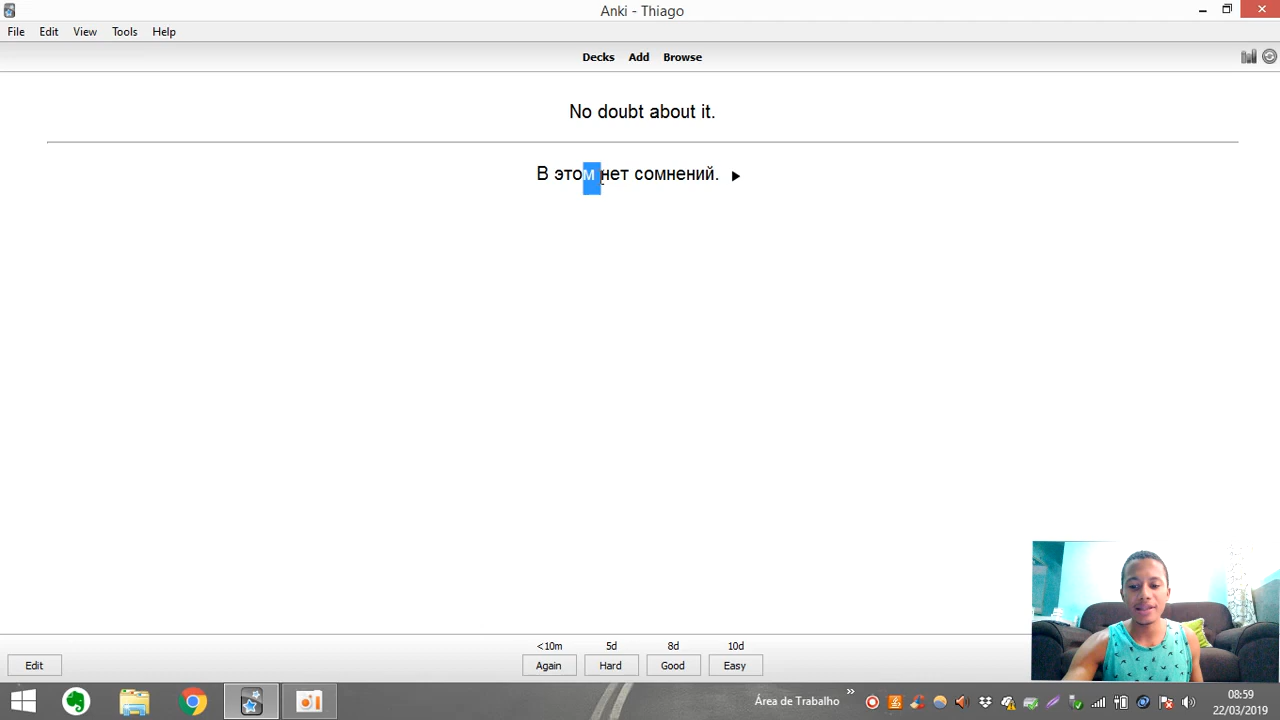 Anki - Thiago
File Edit View Tools Help
Decks Add Browse
No doubt about it.
В этом нет сомнений.
<10m 5d 8d 10d
Edit Again Hard Good Easy
Área de Trabalho
08:59
22/03/2019